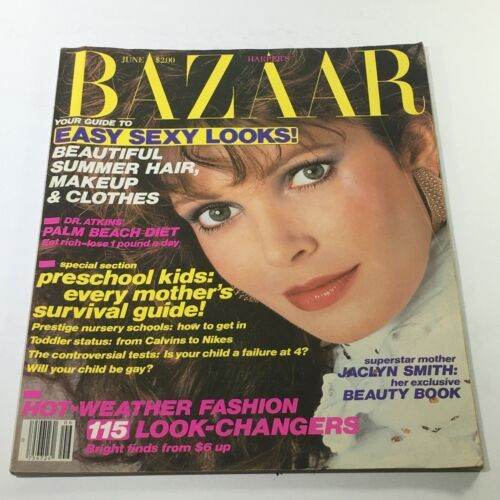 JUNE $2.00 HARPER'S
BAZAAR
YOUR GUIDE TO
EASY SEXY LOOKS!
BEAUTIFUL
SUMMER HAIR,
MAKEUP
& CLOTHES
DR. ATKINS'
PALM BEACH DIET
Eat rich-lose 1 pound a day
special section
preschool kids:
every mother's
survival guide!
Prestige nursery schools: how to get in
Toddler status: from Calvins to Nikes
The controversial tests: Is your child a failure at 4?
Will your child be gay?
superstar mother
JACLYN SMITH:
her exclusive
BEAUTY BOOK
HOT-WEATHER FASHION
115 LOOK-CHANGERS
Bright finds from $6 up